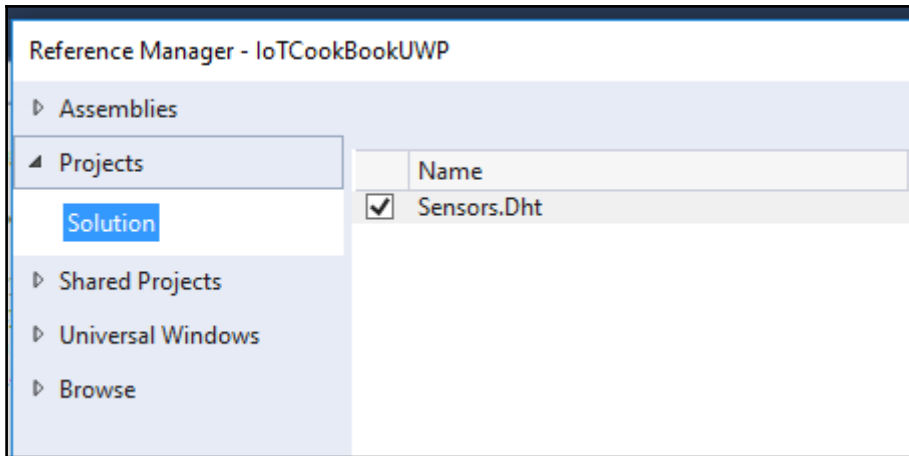 Reference Manager - IoTCookBookUWP
Assemblies
Projects
Name
Solution
Sensors.Dht
Shared Projects
Universal Windows
Browse